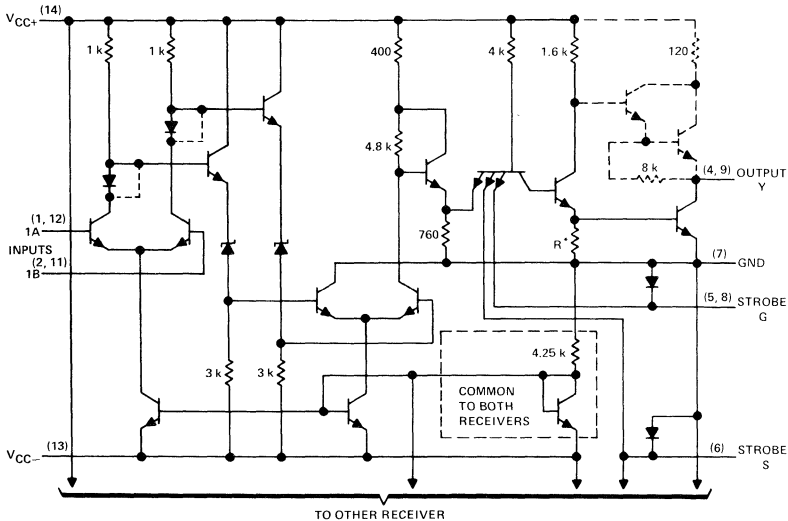 VCC+ (14)
1 k
1 k
400
4 k
1.6 k
120
4.8 k
8 k
(4, 9) OUTPUT
Y
(1, 12)
1A
INPUTS
(2, 11)
1B
760
R*
(7)
GND
(5, 8) STROBE
G
3 k
3 k
4.25 k
COMMON
TO BOTH
RECEIVERS
VCC– (13)
(6) STROBE
S
TO OTHER RECEIVER